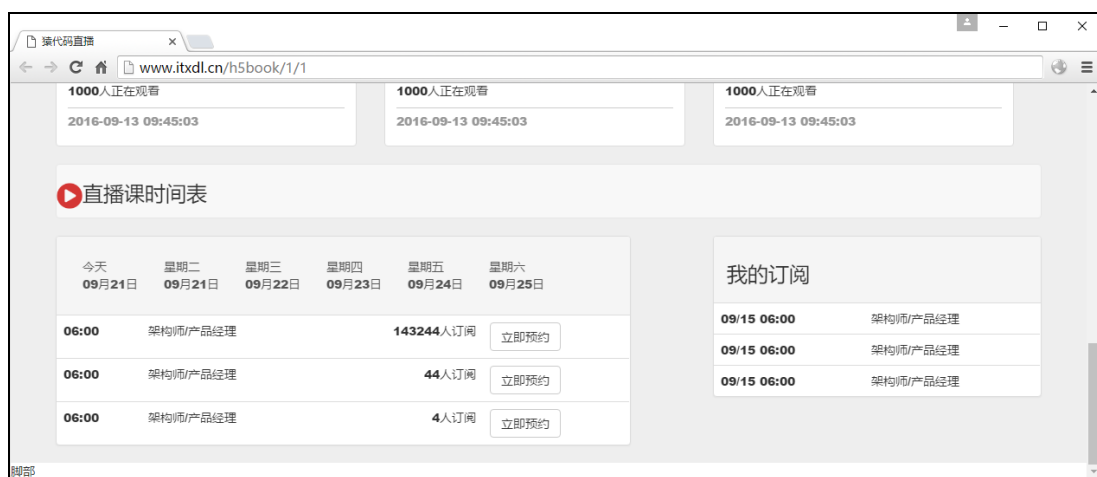 猿代码直播
www.itxdl.cn/h5book/1/1
1000人正在观看 1000人正在观看 1000人正在观看
2016-09-13 09:45:03 2016-09-13 09:45:03 2016-09-13 09:45:03
直播课时间表
今天 星期二 星期三 星期四 星期五 星期六
09月21日 09月21日 09月22日 09月23日 09月24日 09月25日
06:00 架构师/产品经理 143244人订阅 立即预约
06:00 架构师/产品经理 44人订阅 立即预约
06:00 架构师/产品经理 4人订阅 立即预约
我的订阅
09/15 06:00 架构师/产品经理
09/15 06:00 架构师/产品经理
09/15 06:00 架构师/产品经理
脚部